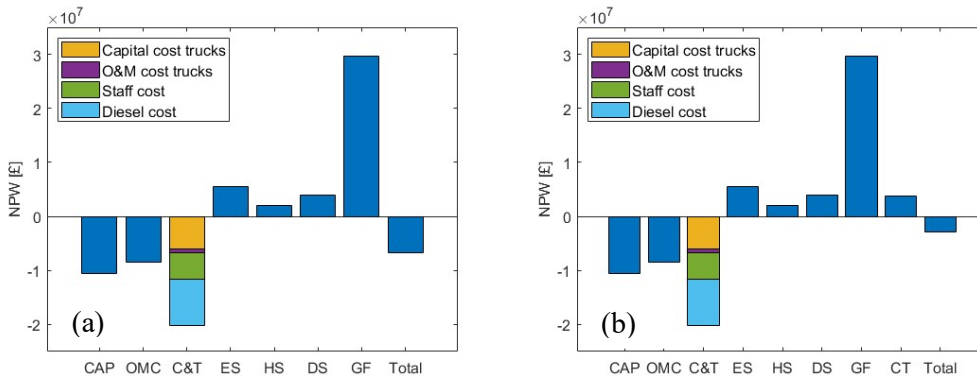 ×10⁷
3
2
1
0
-1
-2
NPW [£]
Capital cost trucks
O&M cost trucks
Staff cost
Diesel cost
(a)
CAP OMC C&T ES HS DS GF Total
×10⁷
3
2
1
0
-1
-2
NPW [£]
Capital cost trucks
O&M cost trucks
Staff cost
Diesel cost
(b)
CAP OMC C&T ES HS DS GF CT Total